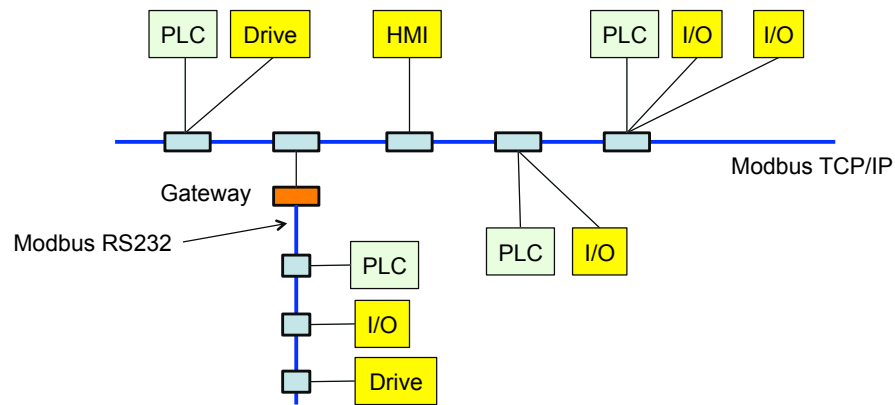 PLC
Drive
HMI
PLC
I/O
I/O
Modbus TCP/IP
Gateway
Modbus RS232
PLC
I/O
PLC
I/O
Drive